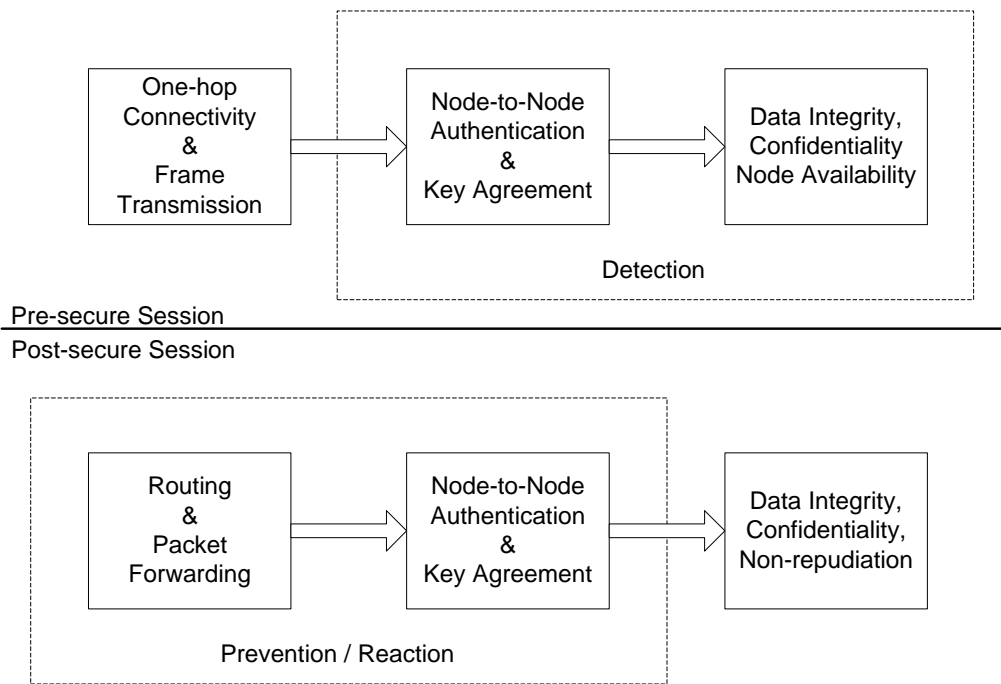 One-hop
Connectivity
&
Frame
Transmission
Node-to-Node
Authentication
&
Key Agreement
Data Integrity,
Confidentiality
Node Availability
Detection
Pre-secure Session
Post-secure Session
Routing
&
Packet
Forwarding
Node-to-Node
Authentication
&
Key Agreement
Data Integrity,
Confidentiality,
Non-repudiation
Prevention / Reaction